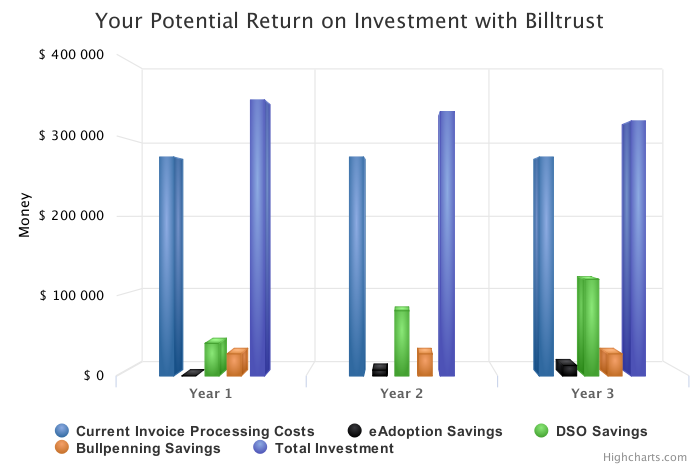 Your Potential Return on Investment with Billtrust
$ 400 000
$ 300 000
$ 200 000
$ 100 000
$ 0
Money
Year 1
Year 2
Year 3
Current Invoice Processing Costs
eAdoption Savings
DSO Savings
Bullpenning Savings
Total Investment
Highcharts.com